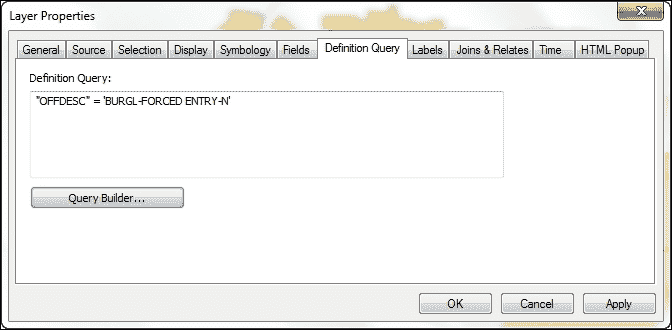 Layer Properties
General Source Selection Display Symbology Fields Definition Query Labels Joins & Relates Time HTML Popup
Definition Query:
"OFFDESC" = 'BURGL-FORCED ENTRY-N'
Query Builder...
OK Cancel Apply